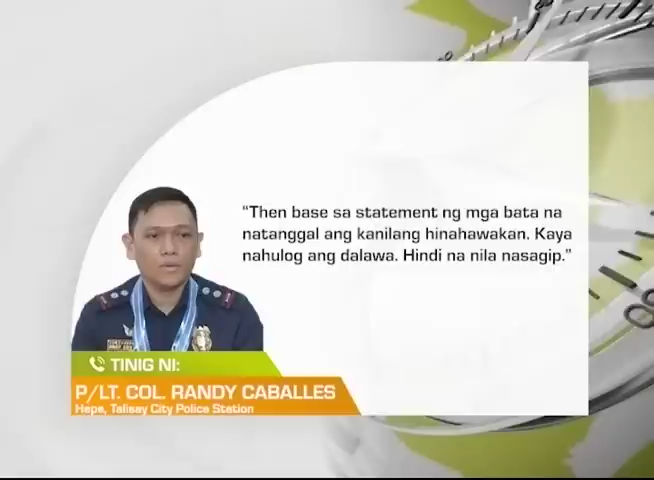 “Then base sa statement ng mga bata na
natanggal ang kanilang hinahawakan. Kaya
nahulog ang dalawa. Hindi na nila nasagip.”
TINIG NI:
P/LT. COL. RANDY CABALLES
Hepe, Talisay City Police Station